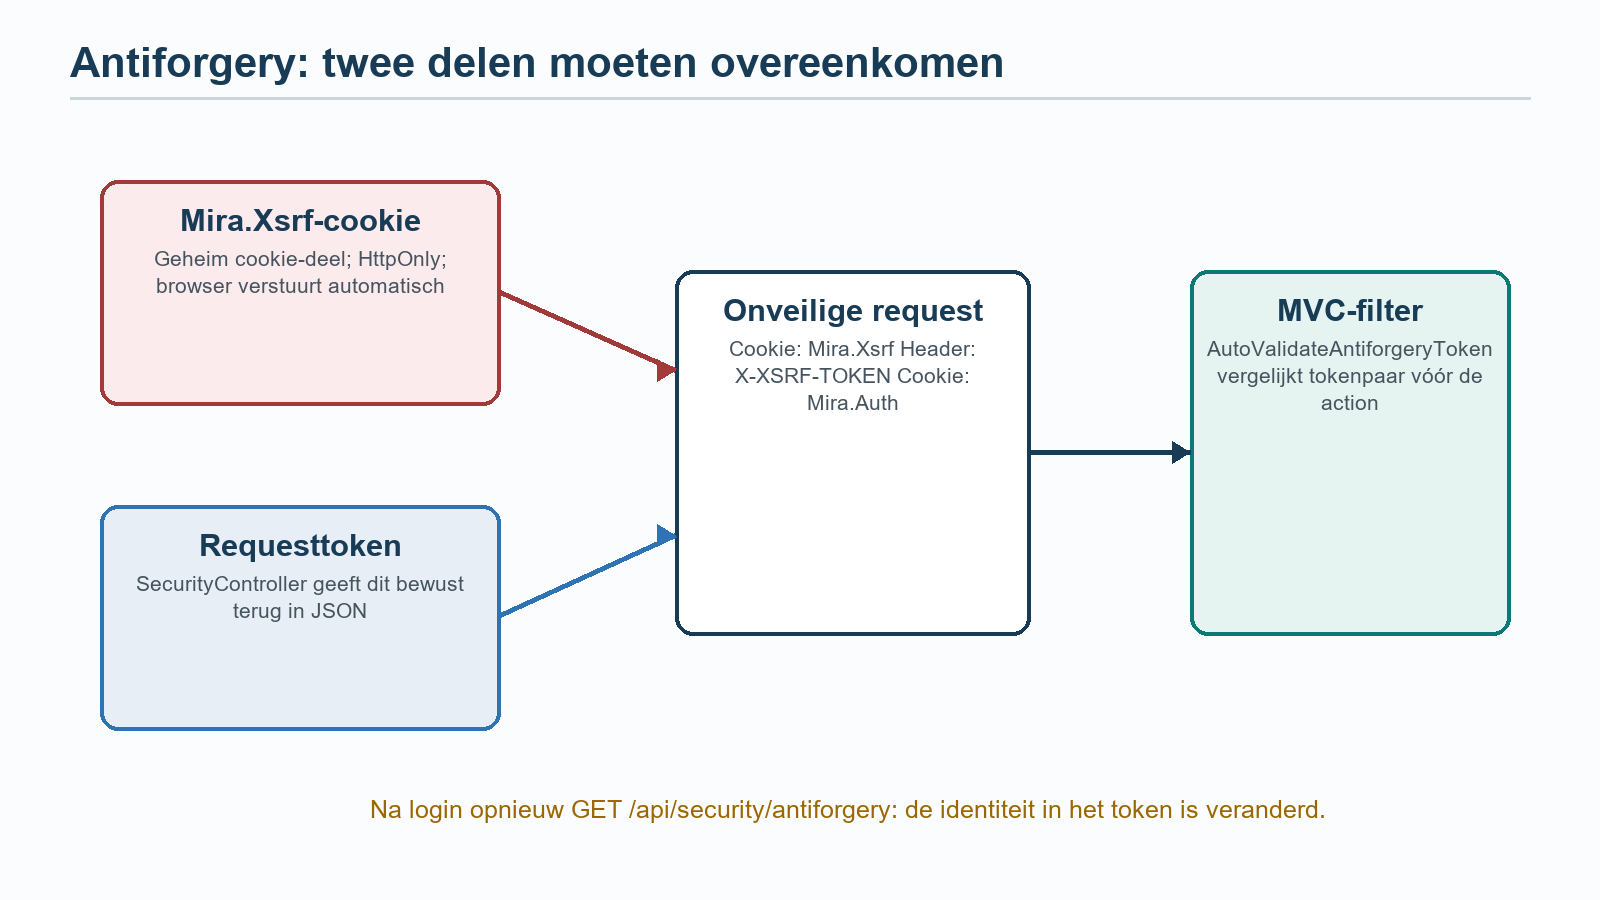 Antiforgery: twee delen moeten overeenkomen
Mira.Xsrf-cookie
Geheim cookie-deel; HttpOnly;
browser verstuurt automatisch
Requesttoken
SecurityController geeft dit bewust
terug in JSON
Onveilige request
Cookie: Mira.Xsrf Header:
X-XSRF-TOKEN Cookie:
Mira.Auth
MVC-filter
AutoValidateAntiforgeryToken
vergelijkt tokenpaar vóór de
action
Na login opnieuw GET /api/security/antiforgery: de identiteit in het token is veranderd.